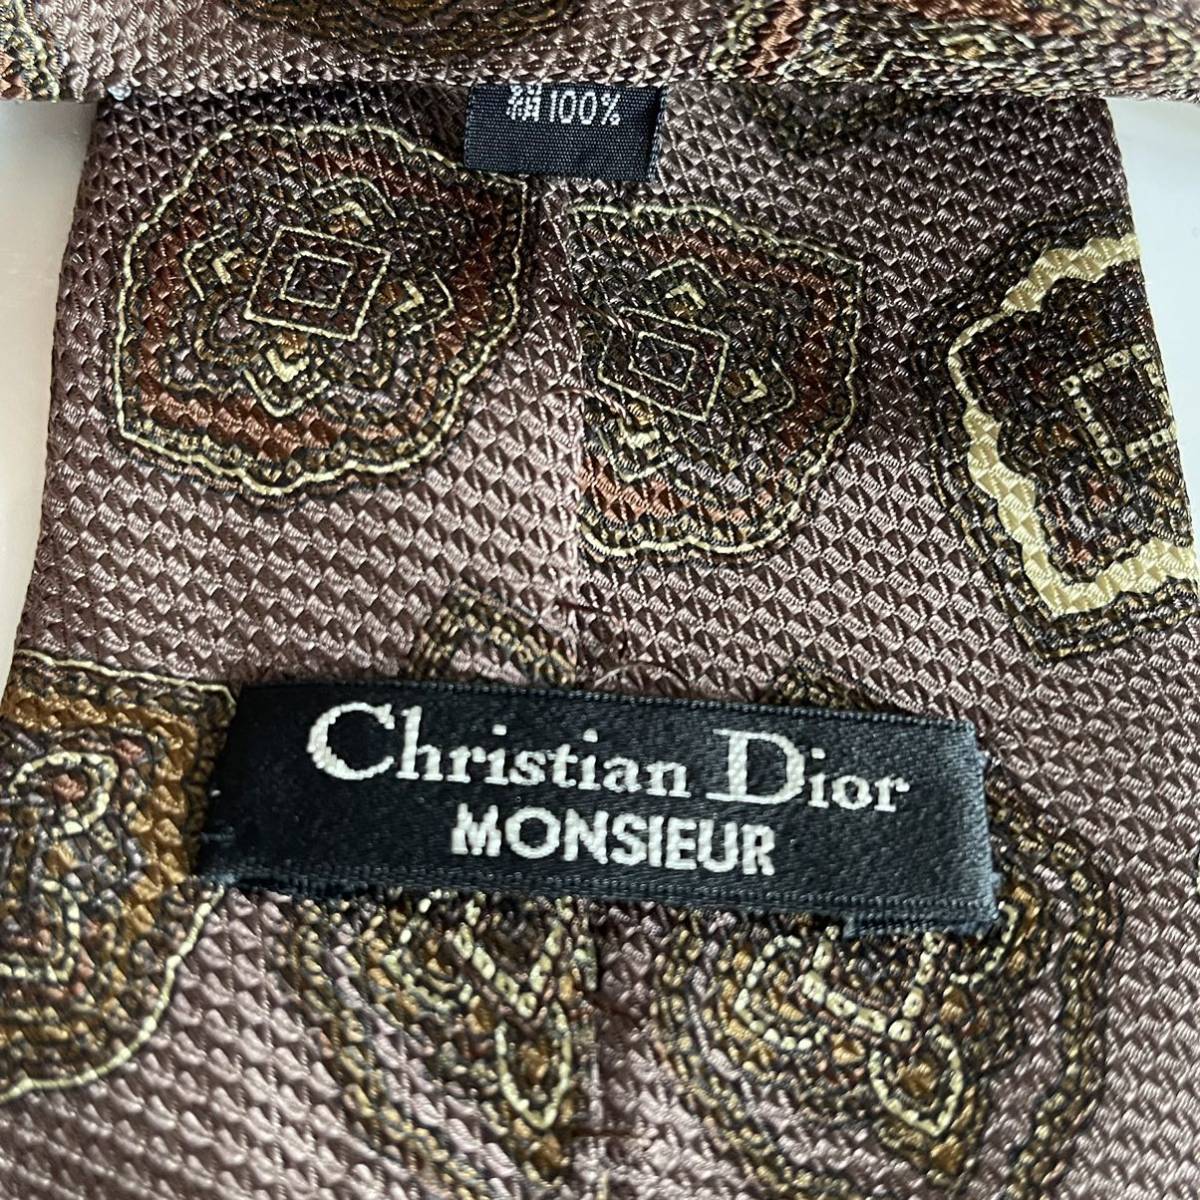 絹100%
Christian Dior
MONSIEUR